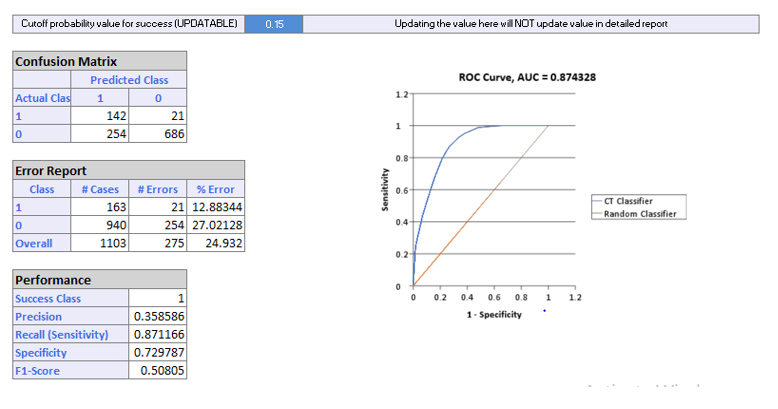 Cutoff probability value for success (UPDATABLE) 0.15 Updating the value here will NOT update value in detailed report
Confusion Matrix
Predicted Class
Actual Clas 1 0
1 142 21
0 254 686
Error Report
Class # Cases # Errors % Error
1 163 21 12.88344
0 940 254 27.02128
Overall 1103 275 24.932
Performance
Success Class 1
Precision 0.358586
Recall (Sensitivity) 0.871166
Specificity 0.729787
F1-Score 0.50805
ROC Curve, AUC = 0.874328
Sensitivity
1.2
1
0.8
0.6
0.4
0.2
0
0 0.2 0.4 0.6 0.8 1 1.2
1 - Specificity
CT Classifier
Random Classifier